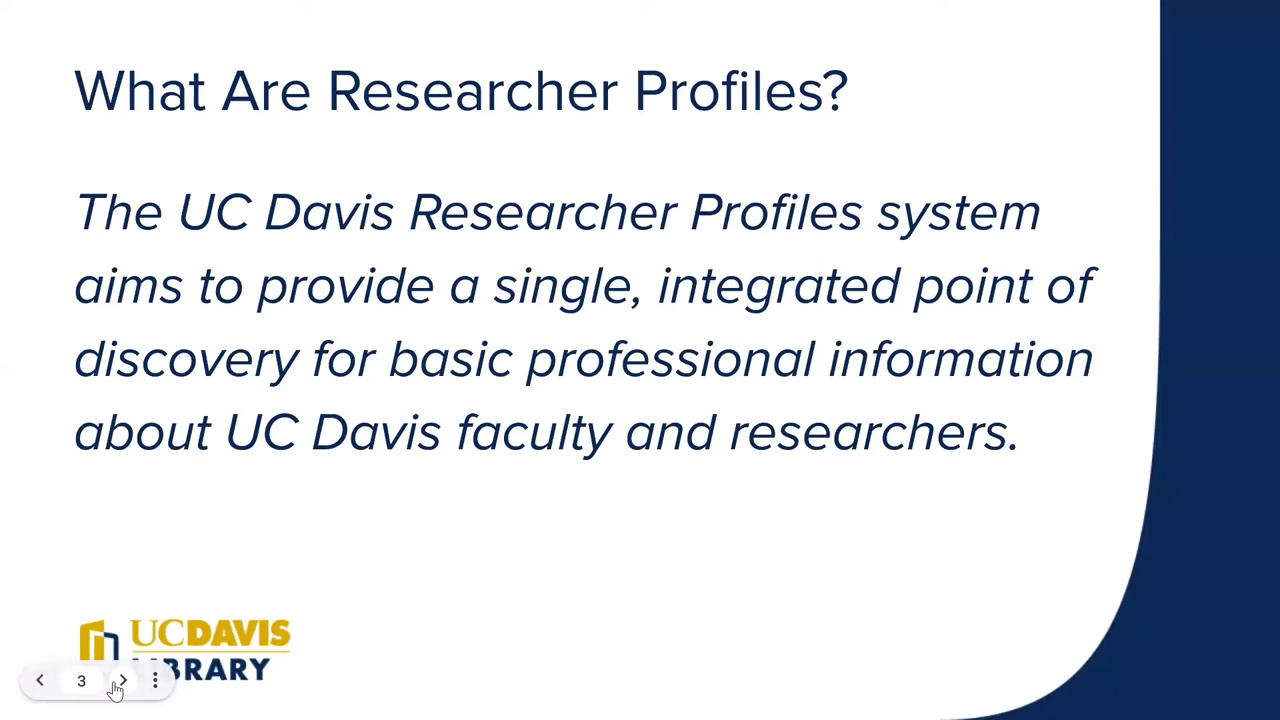 What Are Researcher Profiles?
The UC Davis Researcher Profiles system
aims to provide a single, integrated point of
discovery for basic professional information
about UC Davis faculty and researchers.
UCDAVIS
LIBRARY
3